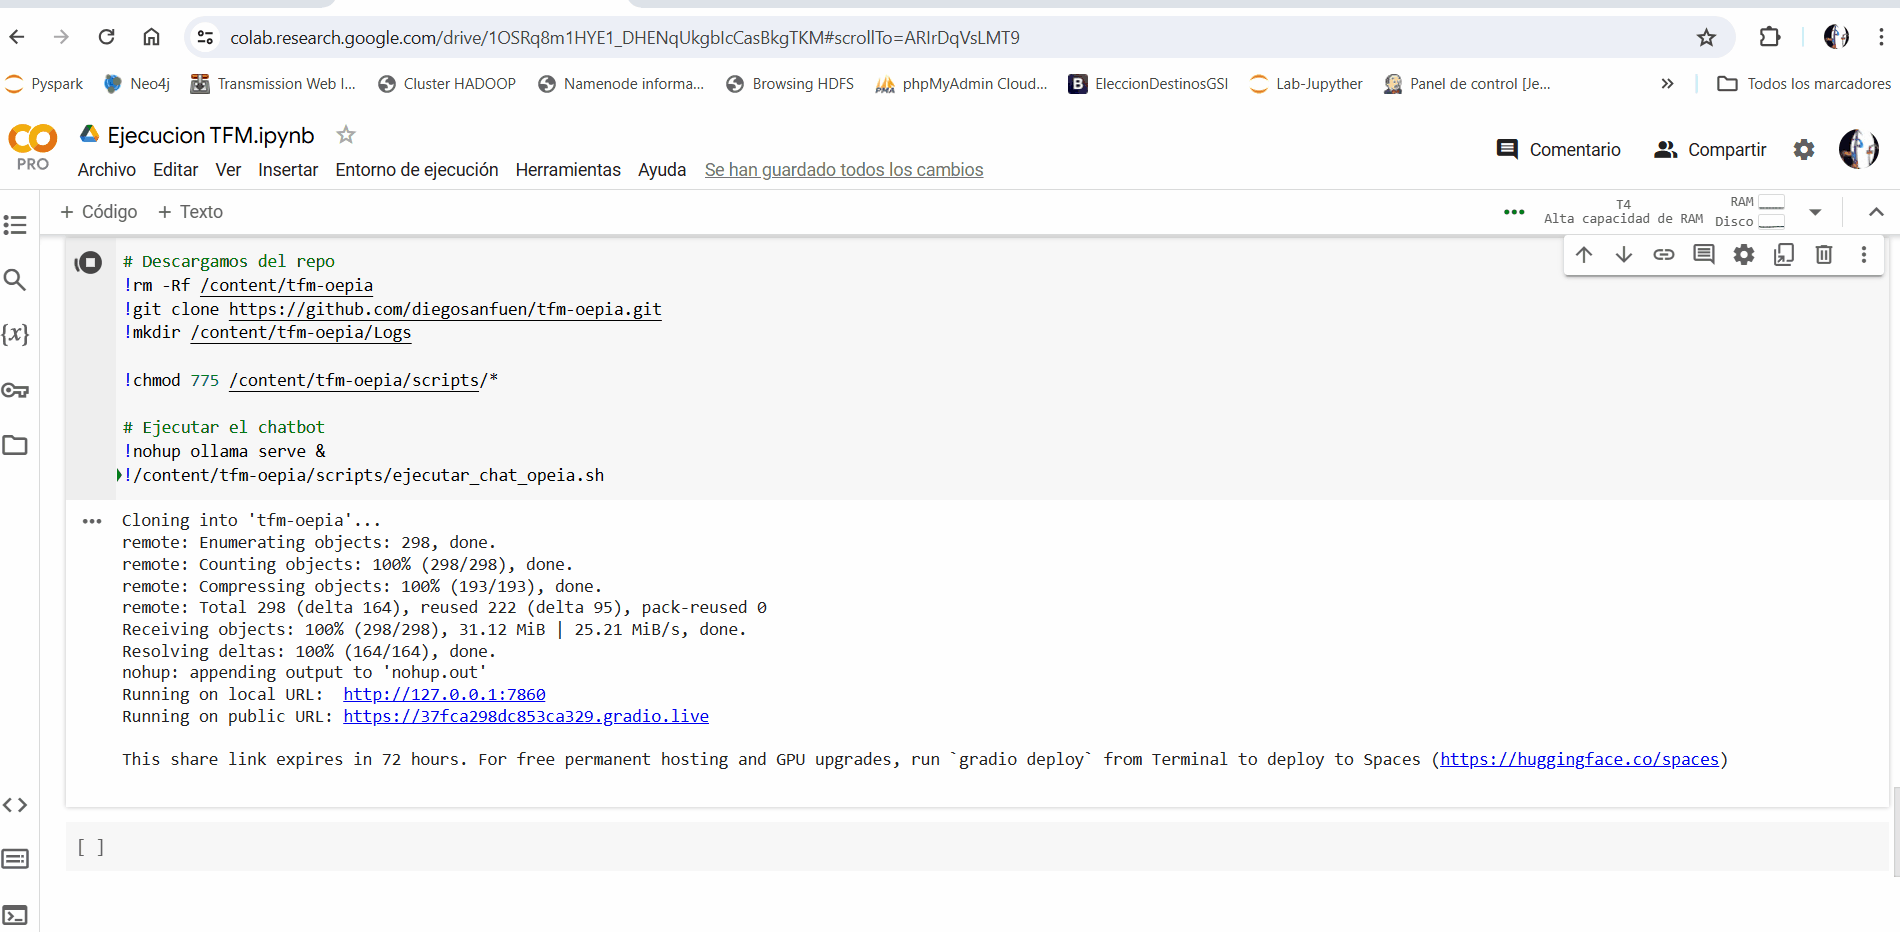 colab.research.google.com/drive/1OSRq8m1HYE1_DHENqUkgbIcCasBkgTKM#scrollTo=ARIrDqVsLMT9
Pyspark Neo4j Transmission Web I... Cluster HADOOP Namenode informa... Browsing HDFS phpMyAdmin Cloud... B EleccionDestinosGSI Lab-Jupyther Panel de control [Je... » Todos los marcadores
Ejecucion TFM.ipynb
PRO
Archivo Editar Ver Insertar Entorno de ejecución Herramientas Ayuda Se han guardado todos los cambios
Comentario Compartir
+ Código + Texto
T4
Alta capacidad de RAM
RAM
Disco
# Descargamos del repo
!rm -Rf /content/tfm-oepia
!git clone https://github.com/diegosanfuen/tfm-oepia.git
!mkdir /content/tfm-oepia/Logs
!chmod 775 /content/tfm-oepia/scripts/*
# Ejecutar el chatbot
!nohup ollama serve &
!/content/tfm-oepia/scripts/ejecutar_chat_opeia.sh
Cloning into 'tfm-oepia'...
remote: Enumerating objects: 298, done.
remote: Counting objects: 100% (298/298), done.
remote: Compressing objects: 100% (193/193), done.
remote: Total 298 (delta 164), reused 222 (delta 95), pack-reused 0
Receiving objects: 100% (298/298), 31.12 MiB | 25.21 MiB/s, done.
Resolving deltas: 100% (164/164), done.
nohup: appending output to 'nohup.out'
Running on local URL:  http://127.0.0.1:7860
Running on public URL: https://37fca298dc853ca329.gradio.live
This share link expires in 72 hours. For free permanent hosting and GPU upgrades, run `gradio deploy` from Terminal to deploy to Spaces (https://huggingface.co/spaces)
[ ]
{x}